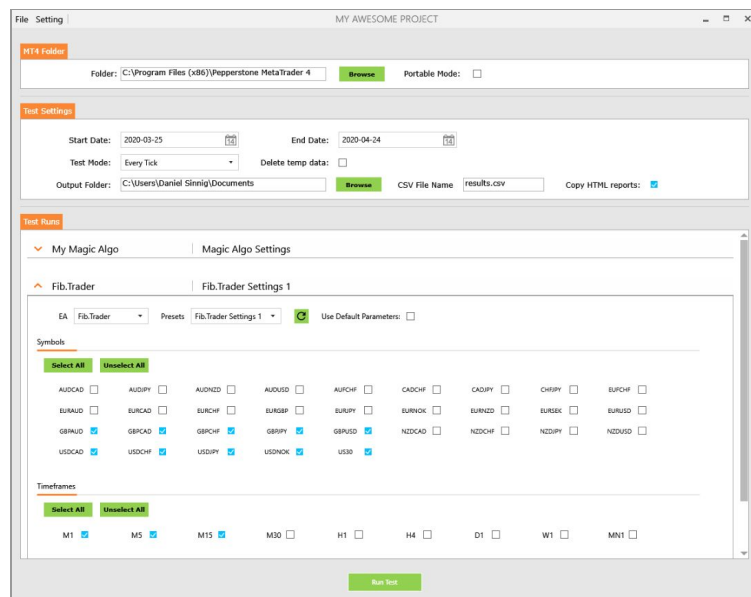 File Setting MY AWESOME PROJECT
MT4 Folder
Folder: C:\Program Files (x86)\Pepperstone MetaTrader 4 Browse Portable Mode:
Test Settings
Start Date: 2020-03-25 14 End Date: 2020-04-24 14
Test Mode: Every Tick Delete temp data:
Output Folder: C:\Users\Daniel Sinnig\Documents Browse CSV File Name results.csv Copy HTML reports:
Test Runs
My Magic Algo Magic Algo Settings
Fib.Trader Fib.Trader Settings 1
EA Fib.Trader Presets Fib.Trader Settings 1 Use Default Parameters:
Symbols
Select All Unselect All
AUDCAD AUDJPY AUDNZD AUDUSD AUFCHF CADCHF CADJPY CHFJPY EUFCHF
EURAUD EURCAD EURCHF EURGBP EURJPY EURNOK EURNZD EURSEK EURUSD
GBPAUD GBPCAD GBPCHF GBPJPY GBPUSD NZDCAD NZDCHF NZDJPY NZDUSD
USDCAD USDCHF USDJPY USDNOK US30
Timeframes
Select All Unselect All
M1 M5 M15 M30 H1 H4 D1 W1 MN1
Run Test